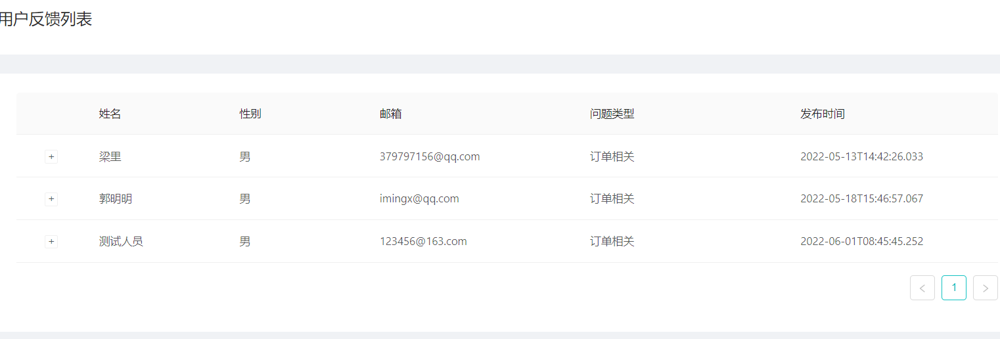 用户反馈列表
姓名 性别 邮箱 问题类型 发布时间
+ 梁里 男 379797156@qq.com 订单相关 2022-05-13T14:42:26.033
+ 郭明明 男 imingx@qq.com 订单相关 2022-05-18T15:46:57.067
+ 测试人员 男 123456@163.com 订单相关 2022-06-01T08:45:45.252
< 1 >